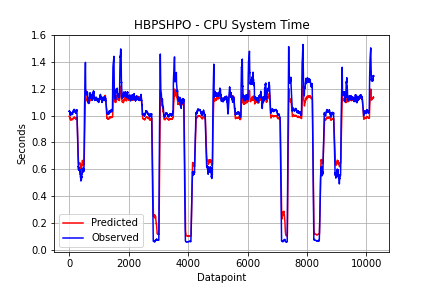 HBPSHPO - CPU System Time
1.6
1.4
1.2
1.0
0.8
0.6
0.4
0.2
0.0
Seconds
Predicted
Observed
0 2000 4000 6000 8000 10000
Datapoint